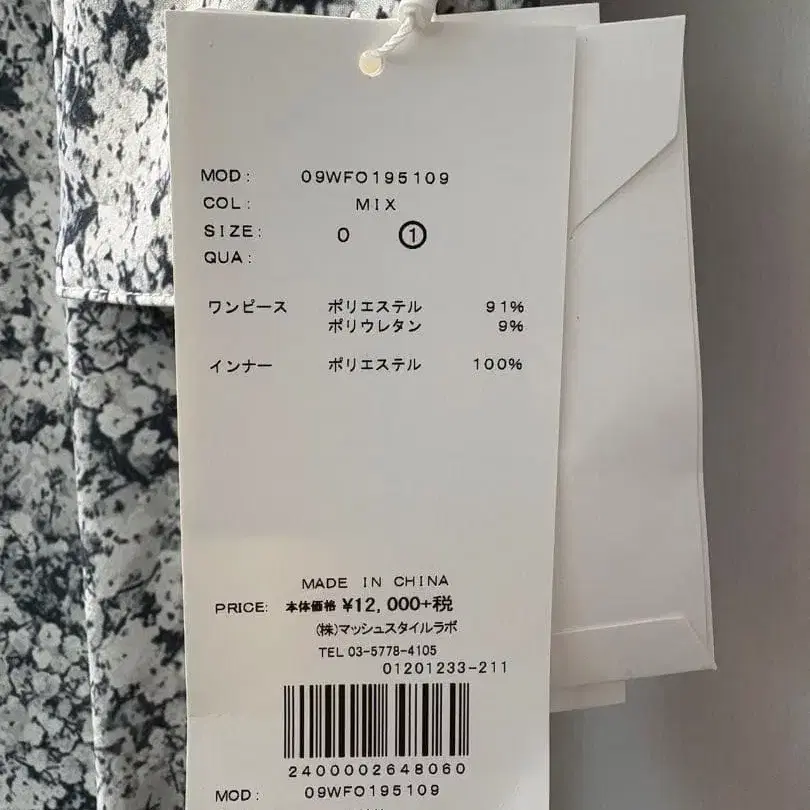 MOD: 09WFO195109
COL: MIX
SIZE: 0 ①
QUA:
ワンピース ポリエステル 91%
ポリウレタン 9%
インナー ポリエステル 100%
MADE IN CHINA
PRICE: 本体価格 ¥12,000+税
(株)マッシュスタイルラボ
TEL 03-5778-4105
01201233-211
2400002648060
MOD: 09WFO195109